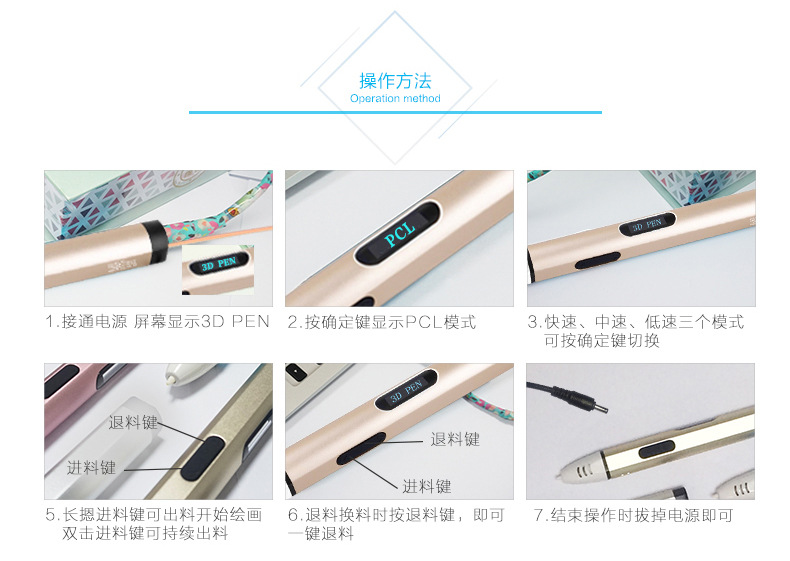 操作方法
Operation method
3D PEN
1.接通电源 屏幕显示3D PEN
PCL
2.按确定键显示PCL模式
3D PEN
3.快速、中速、低速三个模式
可按确定键切换
退料键
进料键
5.长摁进料键可出料开始绘画
双击进料键可持续出料
3D PEN
退料键
进料键
6.退料换料时按退料键，即可
一键退料
7.结束操作时拔掉电源即可